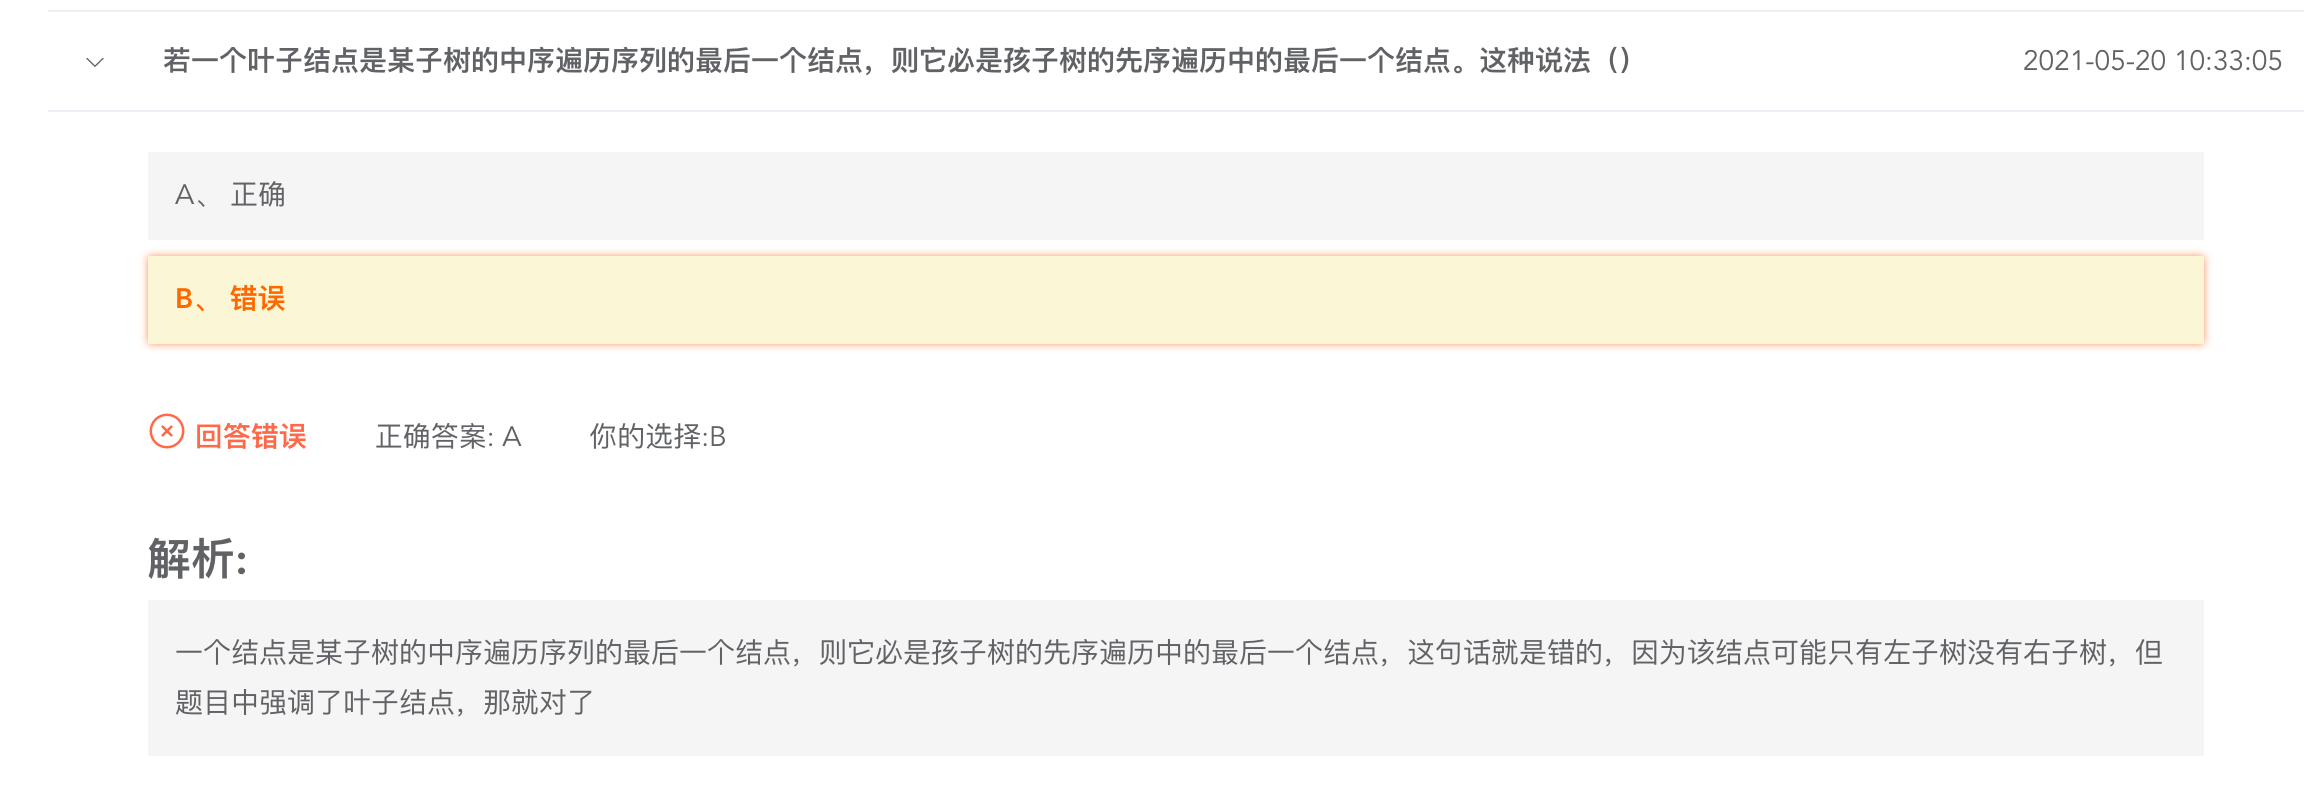 若一个叶子结点是某子树的中序遍历序列的最后一个结点，则它必是孩子树的先序遍历中的最后一个结点。这种说法（） 2021-05-20 10:33:05
A、 正确
B、 错误
回答错误 正确答案: A 你的选择:B
解析:
一个结点是某子树的中序遍历序列的最后一个结点，则它必是孩子树的先序遍历中的最后一个结点，这句话就是错的，因为该结点可能只有左子树没有右子树，但
题目中强调了叶子结点，那就对了